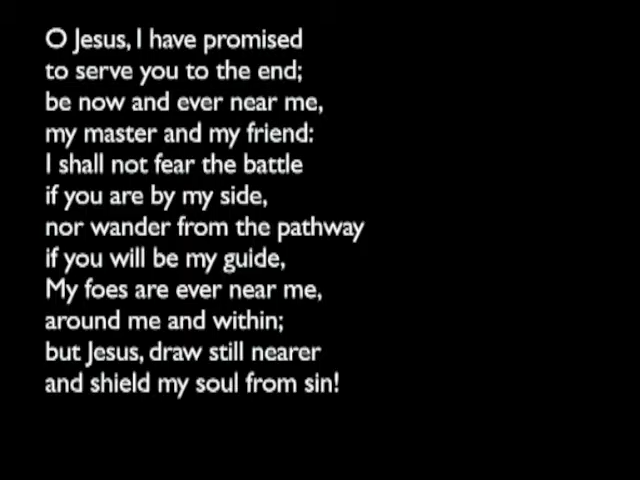 O Jesus, I have promised
to serve you to the end;
be now and ever near me,
my master and my friend:
I shall not fear the battle
if you are by my side,
nor wander from the pathway
if you will be my guide,
My foes are ever near me,
around me and within;
but Jesus, draw still nearer
and shield my soul from sin!